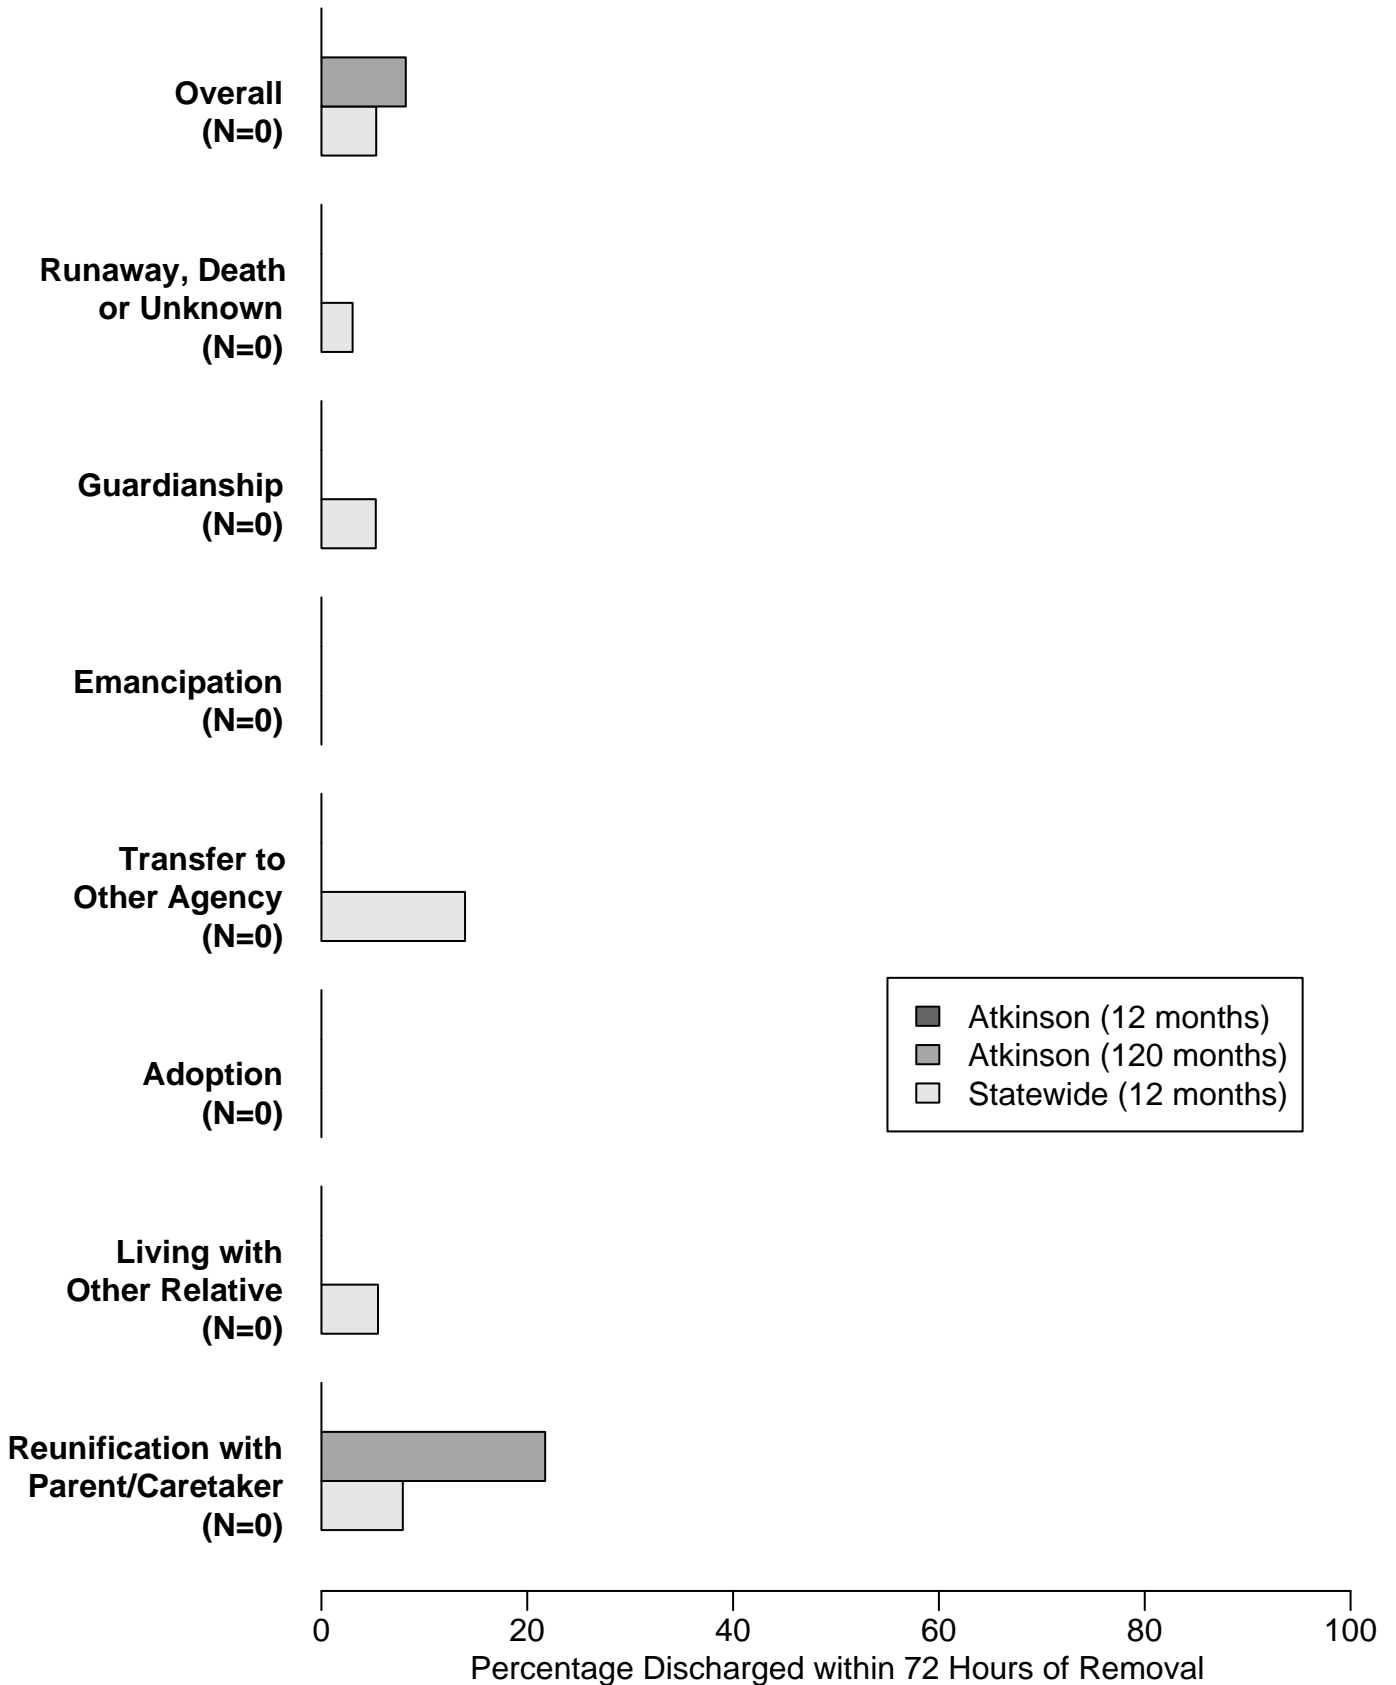 Overall
(N=0)
Runaway, Death
or Unknown
(N=0)
Guardianship
(N=0)
Emancipation
(N=0)
Transfer to
Other Agency
(N=0)
Adoption
(N=0)
Living with
Other Relative
(N=0)
Reunification with
Parent/Caretaker
(N=0)
Atkinson (12 months)
Atkinson (120 months)
Statewide (12 months)
0 20 40 60 80 100
Percentage Discharged within 72 Hours of Removal